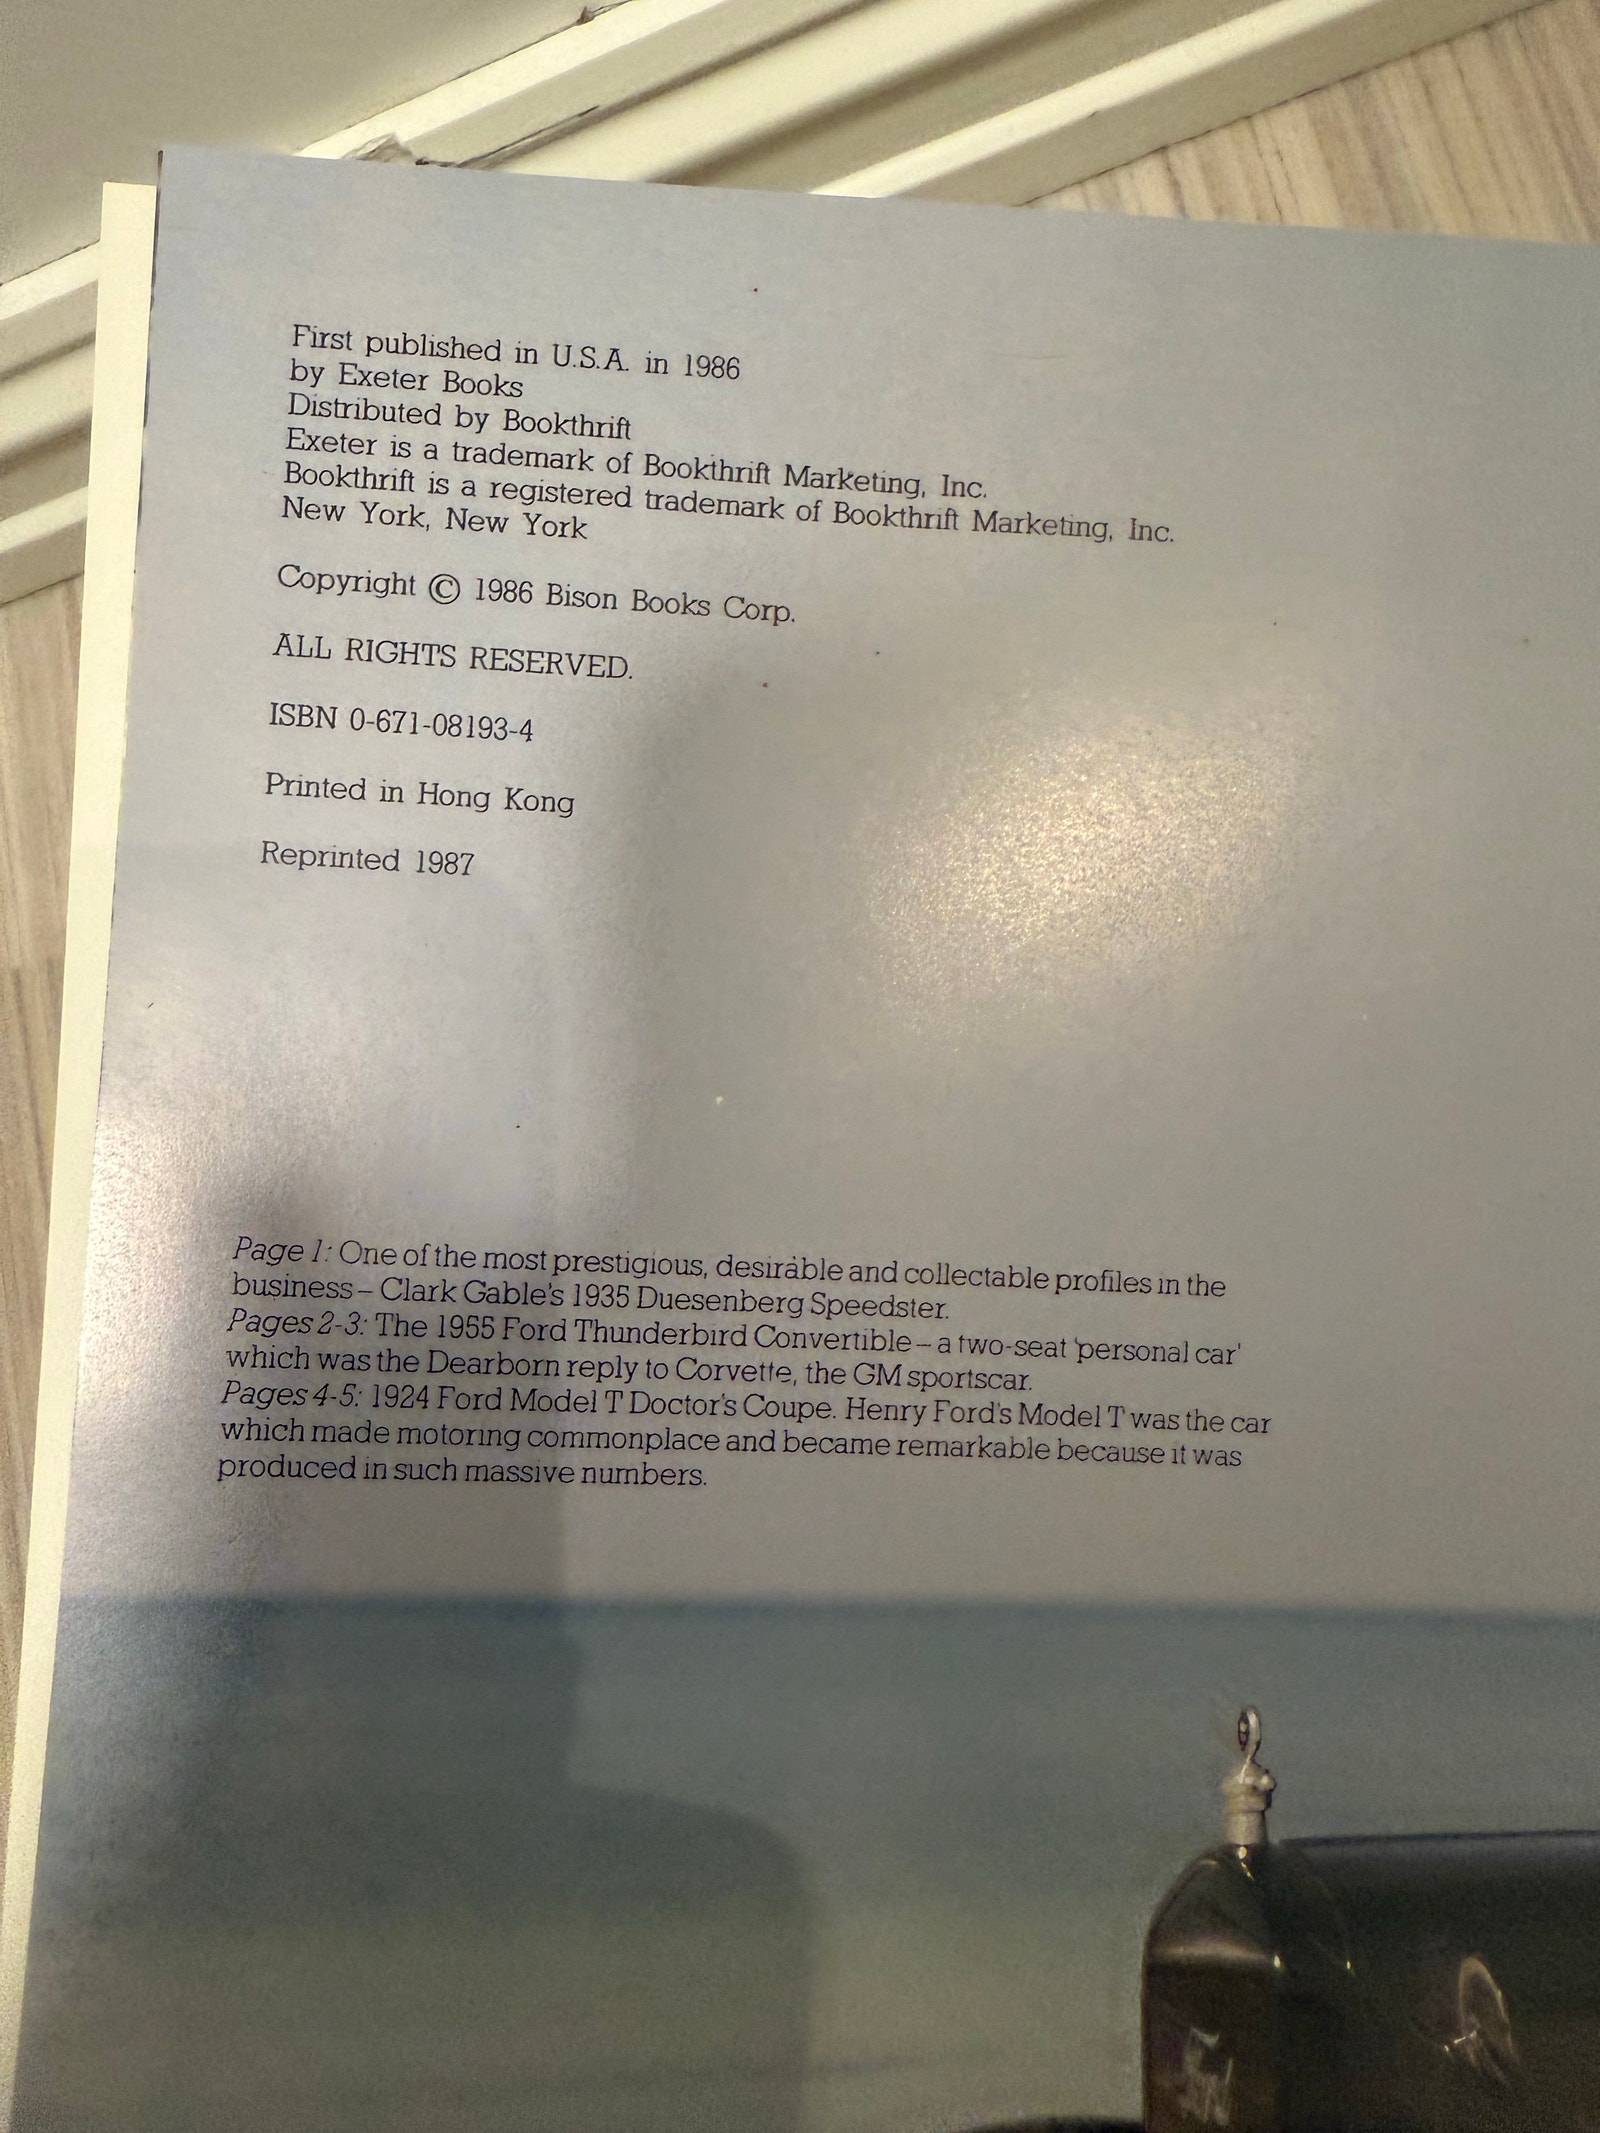 First published in U.S.A. in 1986
by Exeter Books
Distributed by Bookthrift
Exeter is a trademark of Bookthrift Marketing, Inc.
Bookthrift is a registered trademark of Bookthrift Marketing, Inc.
New York, New York
Copyright © 1986 Bison Books Corp.
ALL RIGHTS RESERVED.
ISBN 0-671-08193-4
Printed in Hong Kong
Reprinted 1987
Page 1: One of the most prestigious, desirable and collectable profiles in the
business – Clark Gable's 1935 Duesenberg Speedster.
Pages 2-3: The 1955 Ford Thunderbird Convertible – a two-seat 'personal car'
which was the Dearborn reply to Corvette, the GM sportscar.
Pages 4-5: 1924 Ford Model T Doctor's Coupe. Henry Ford's Model T was the car
which made motoring commonplace and became remarkable because it was
produced in such massive numbers.